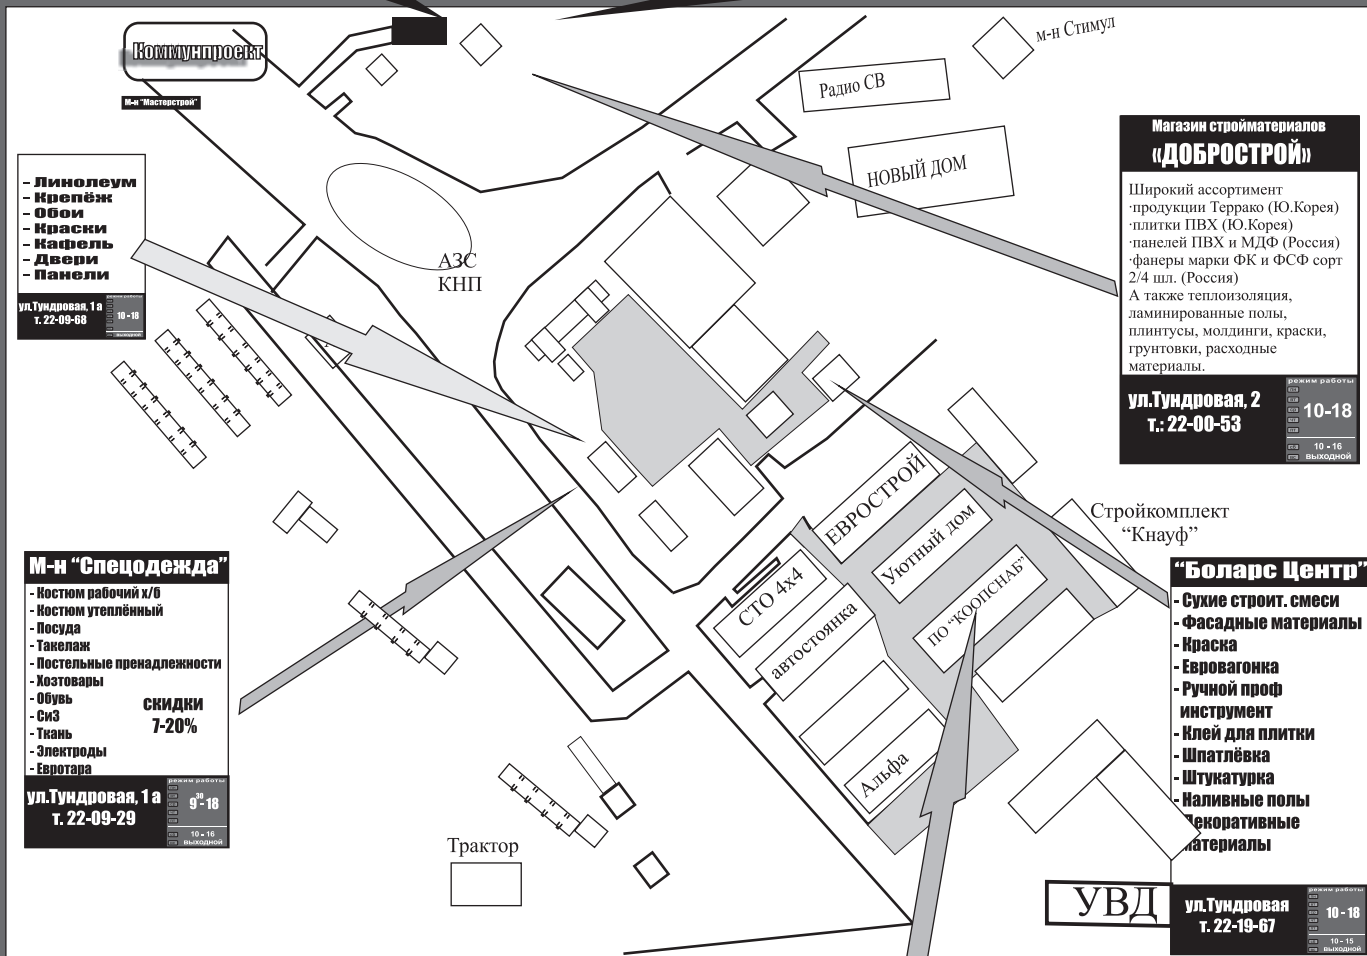 Коммунпроект
М-н "Мастерстрой"
- Линолеум
- Крепёж
- Обои
- Краски
- Кафель
- Двери
- Панели
ул.Тундровая, 1 а
т. 22-09-68
режим работы
10 -18
выходной
АЗС
КНП
м-н Стимул
Радио СВ
НОВЫЙ ДОМ
Магазин стройматериалов
«ДОБРОСТРОЙ»
Широкий ассортимент
·продукции Террако (Ю.Корея)
·плитки ПВХ (Ю.Корея)
·панелей ПВХ и МДФ (Россия)
·фанеры марки ФК и ФСФ сорт
2/4 шл. (Россия)
А также теплоизоляция,
ламинированные полы,
плинтусы, молдинги, краски,
грунтовки, расходные
материалы.
ул.Тундровая, 2
т.: 22-00-53
режим работы
10-18
10 - 16
выходной
ЕВРОСТРОЙ
Уютный дом
ПО "КООПСНАБ"
СТО 4х4
автостоянка
Альфа
Стройкомплект
“Кнауф”
М-н “Спецодежда”
- Костюм рабочий х/б
- Костюм утеплённый
- Посуда
- Такелаж
- Постельные пренадлежности
- Хозтовары
- Обувь
- СиЗ
- Ткань
- Электроды
- Евротара
скидки
7-20%
ул.Тундровая, 1 а
т. 22-09-29
режим работы
9³⁰- 18
10 - 16
выходной
Трактор
“Боларс Центр”
- Сухие строит. смеси
- Фасадные материалы
- Краска
- Евровагонка
- Ручной проф
инструмент
- Клей для плитки
- Шпатлёвка
- Штукатурка
- Наливные полы
Декоративные
материалы
УВД
ул.Тундровая
т. 22-19-67
режим работы
10 - 18
10 - 15
выходной